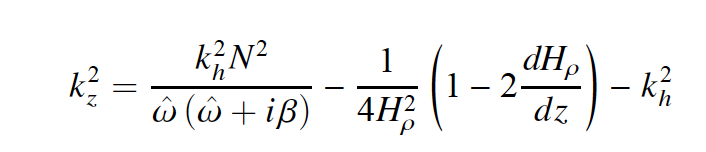 k_z^2 = \frac{k_h^2 N^2}{\hat{\omega} (\hat{\omega} + i\beta)} - \frac{1}{4H_\rho^2} \left( 1 - 2 \frac{dH_\rho}{dz} \right) - k_h^2